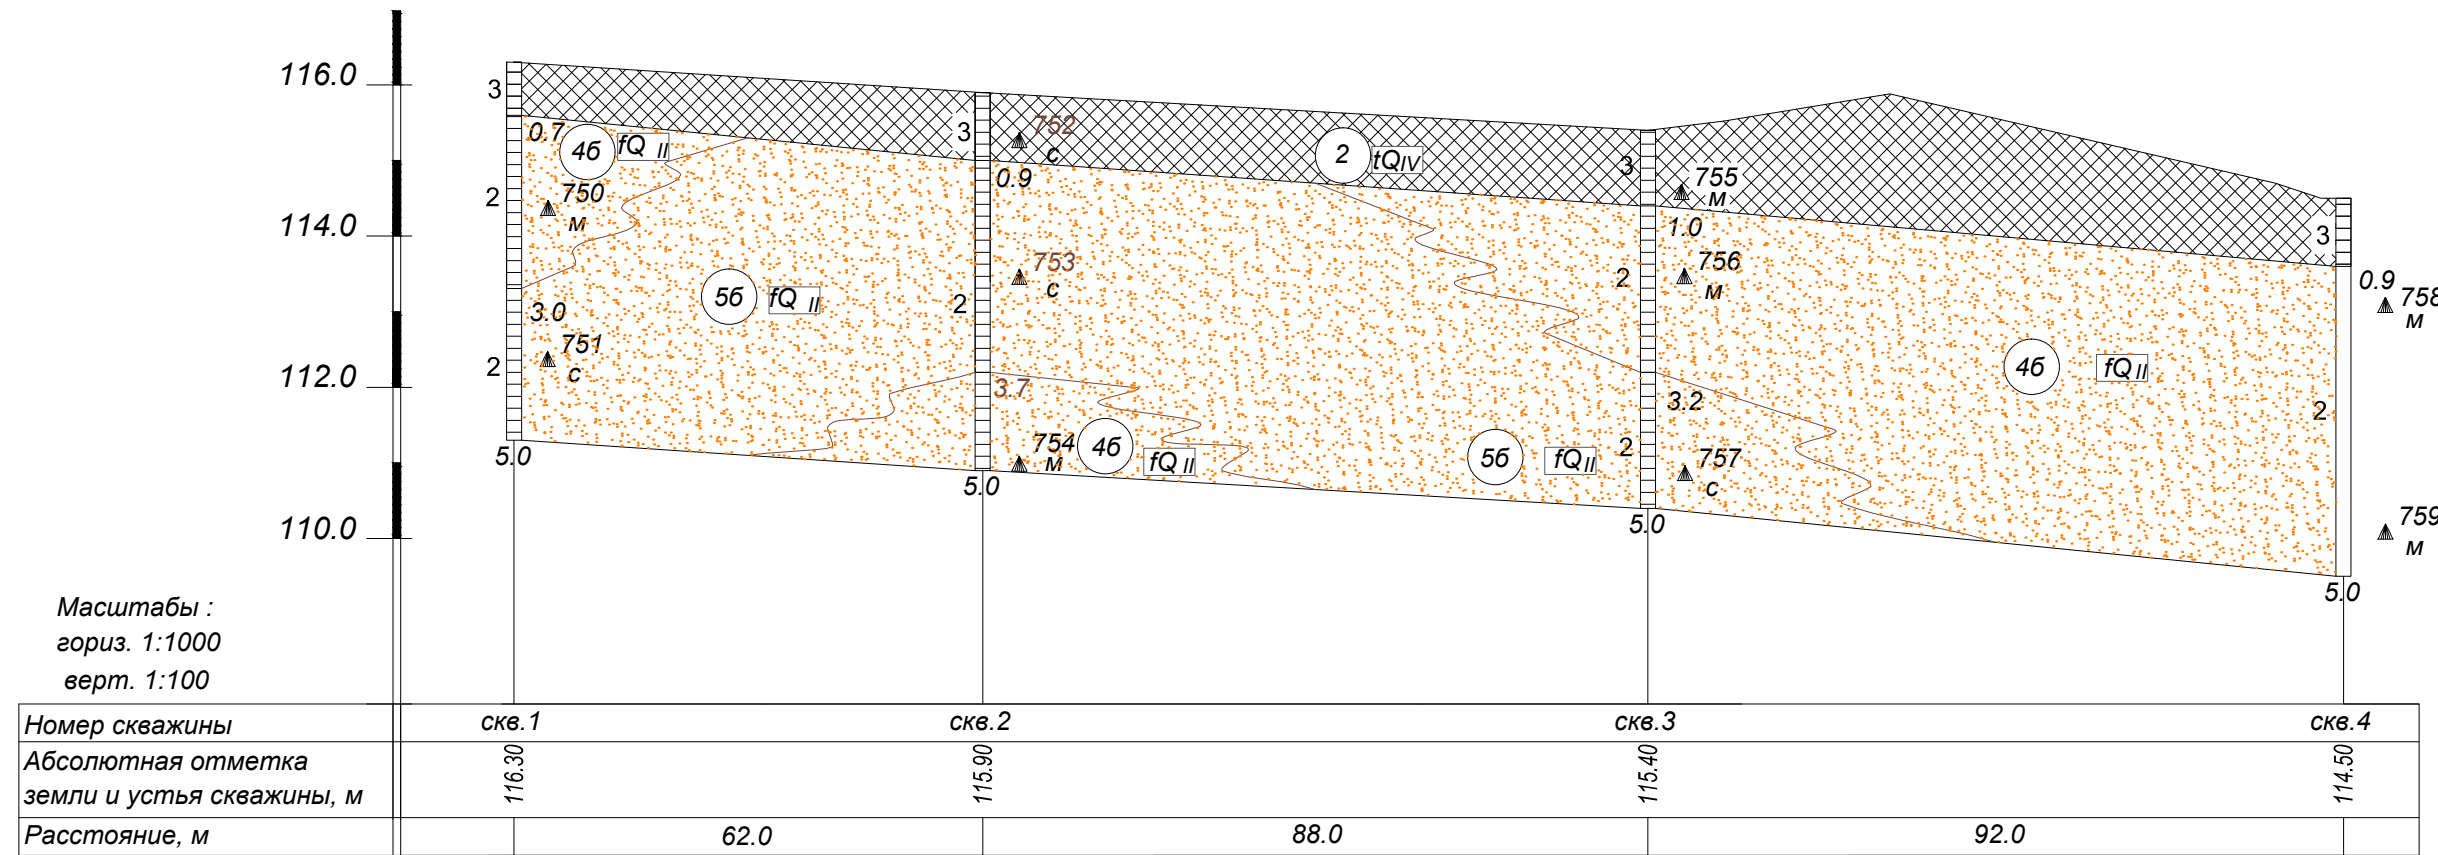 116.0
114.0
112.0
110.0
Масштабы :
гориз. 1:1000
верт. 1:100
3
0.7
4б
fQ II
2
750
м
5б
fQ II
3.0
751
с
2
5.0
3
752
с
0.9
753
с
2
3.7
754
м
4б
fQ II
5.0
2
tQIV
3
755
м
1.0
756
м
2
3.2
5б
fQ II
2
757
с
5.0
4б
fQ II
3
0.9
758
м
2
759
м
5.0
Номер скважины
скв.1
скв.2
скв.3
скв.4
Абсолютная отметка
земли и устья скважины, м
116.30
115.90
115.40
114.50
Расстояние, м
62.0
88.0
92.0